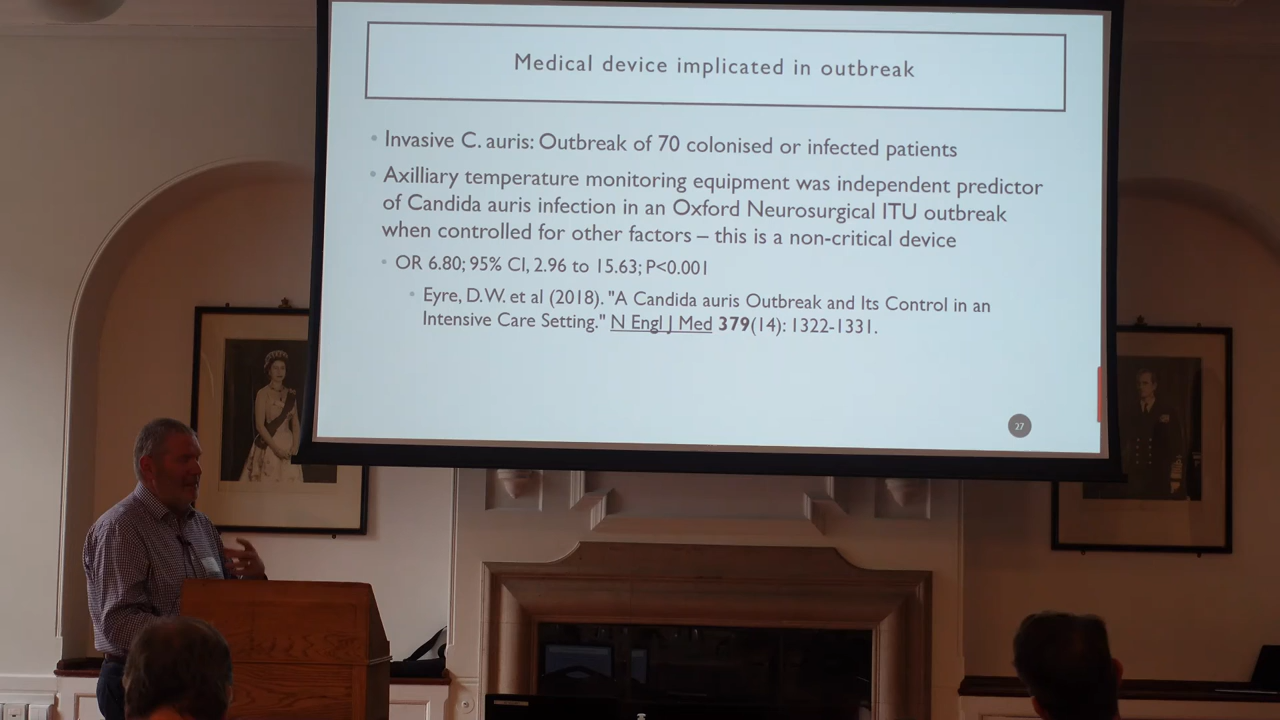 Medical device implicated in outbreak
Invasive C. auris: Outbreak of 70 colonised or infected patients
Axilliary temperature monitoring equipment was independent predictor
of Candida auris infection in an Oxford Neurosurgical ITU outbreak
when controlled for other factors – this is a non-critical device
OR 6.80; 95% CI, 2.96 to 15.63; P<0.001
Eyre, D.W. et al (2018). "A Candida auris Outbreak and Its Control in an
Intensive Care Setting." N Engl J Med 379(14): 1322-1331.
27